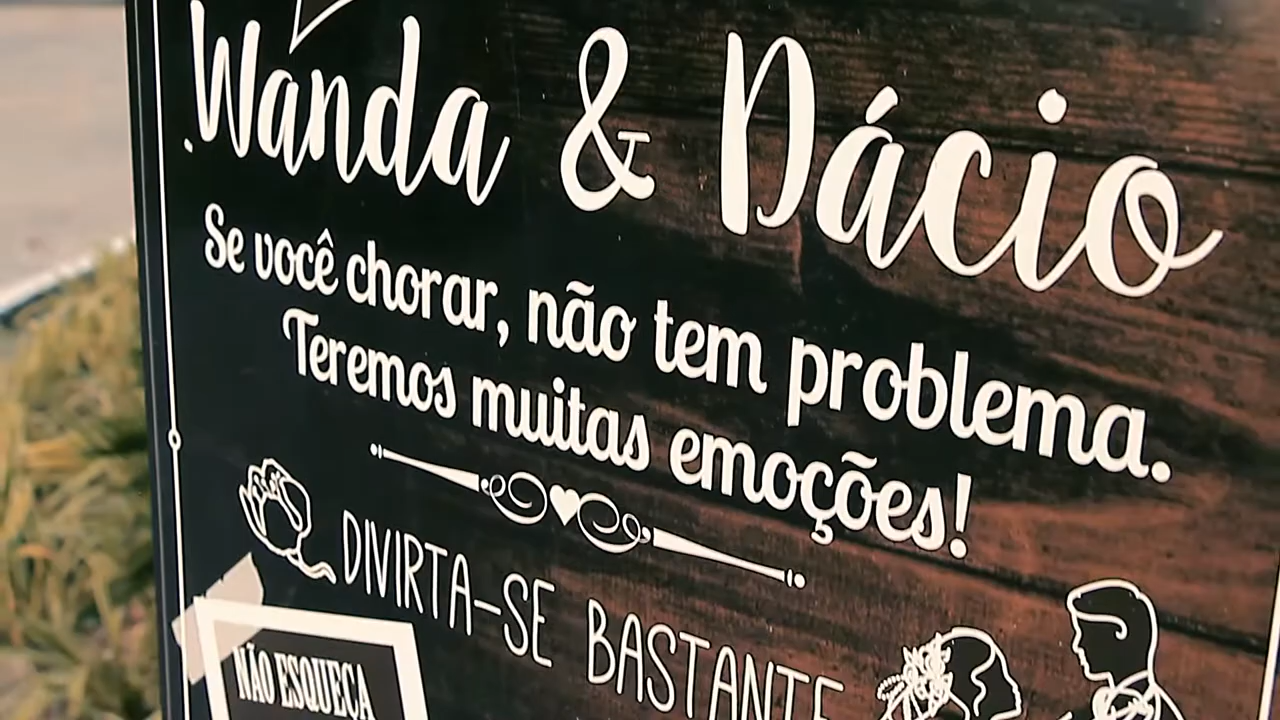 Wanda & Dácio
Se você chorar, não tem problema.
Teremos muitas emoções!
DIVIRTA-SE BASTANTE
NÃO ESQUEÇA